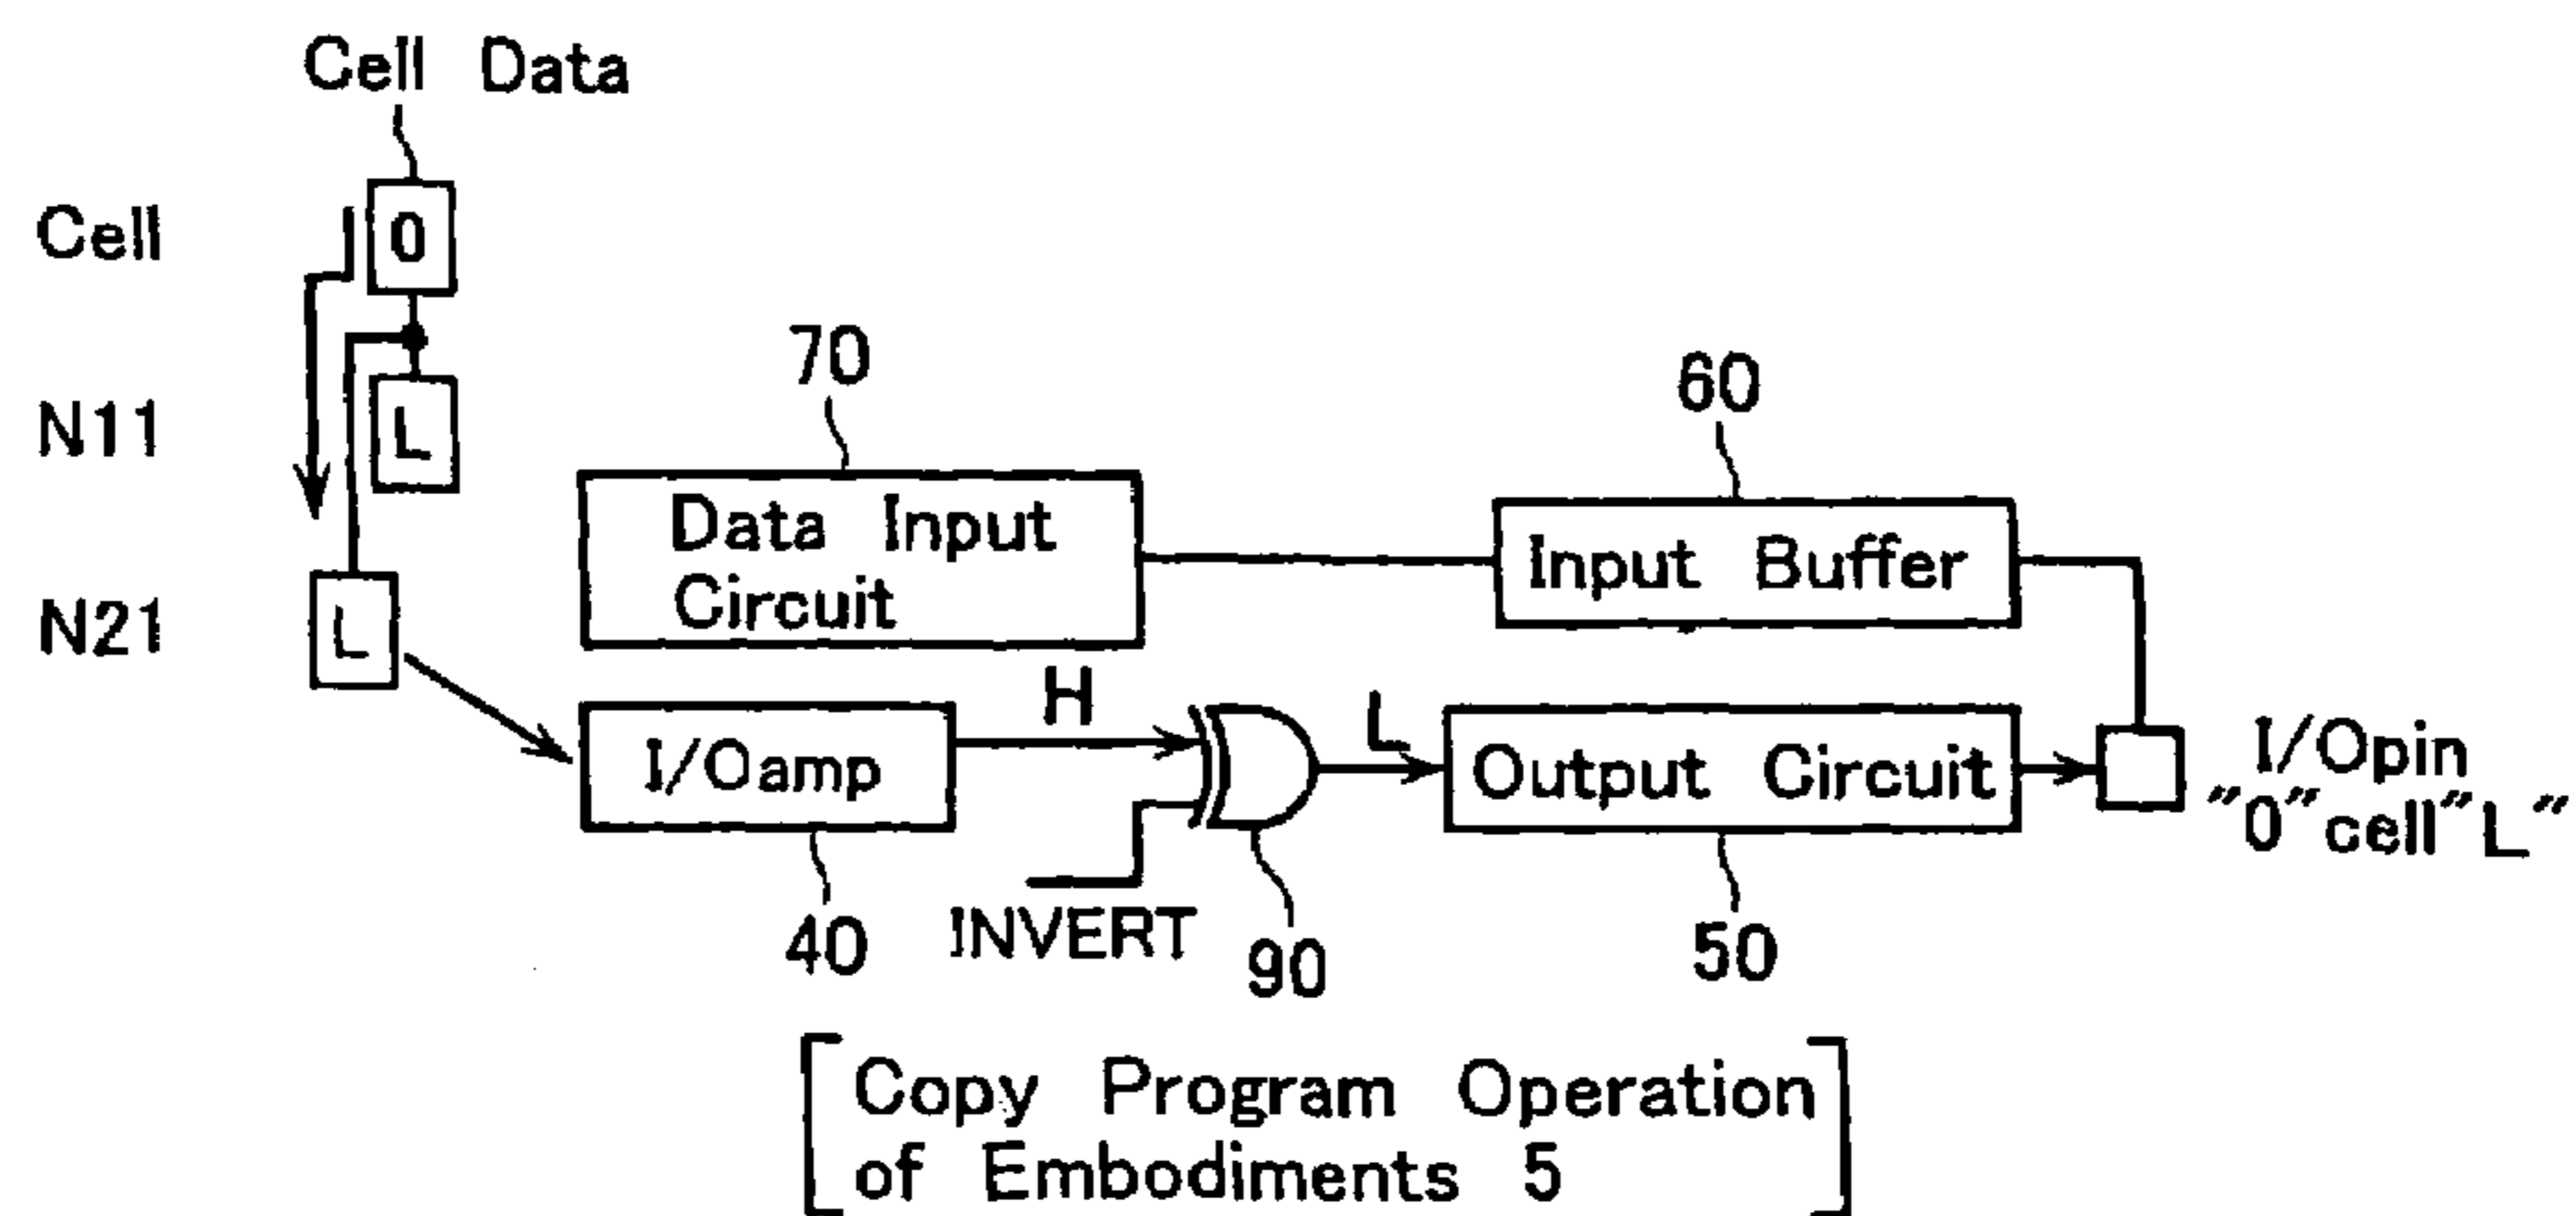 Cell Data
Cell
0
N11
L
70
60
Data Input
Circuit
Input Buffer
N21
L
H
L
I/Oamp
Output Circuit
I/Opin
"0"cell"L"
INVERT
40
90
50
Copy Program Operation
of Embodiments 5